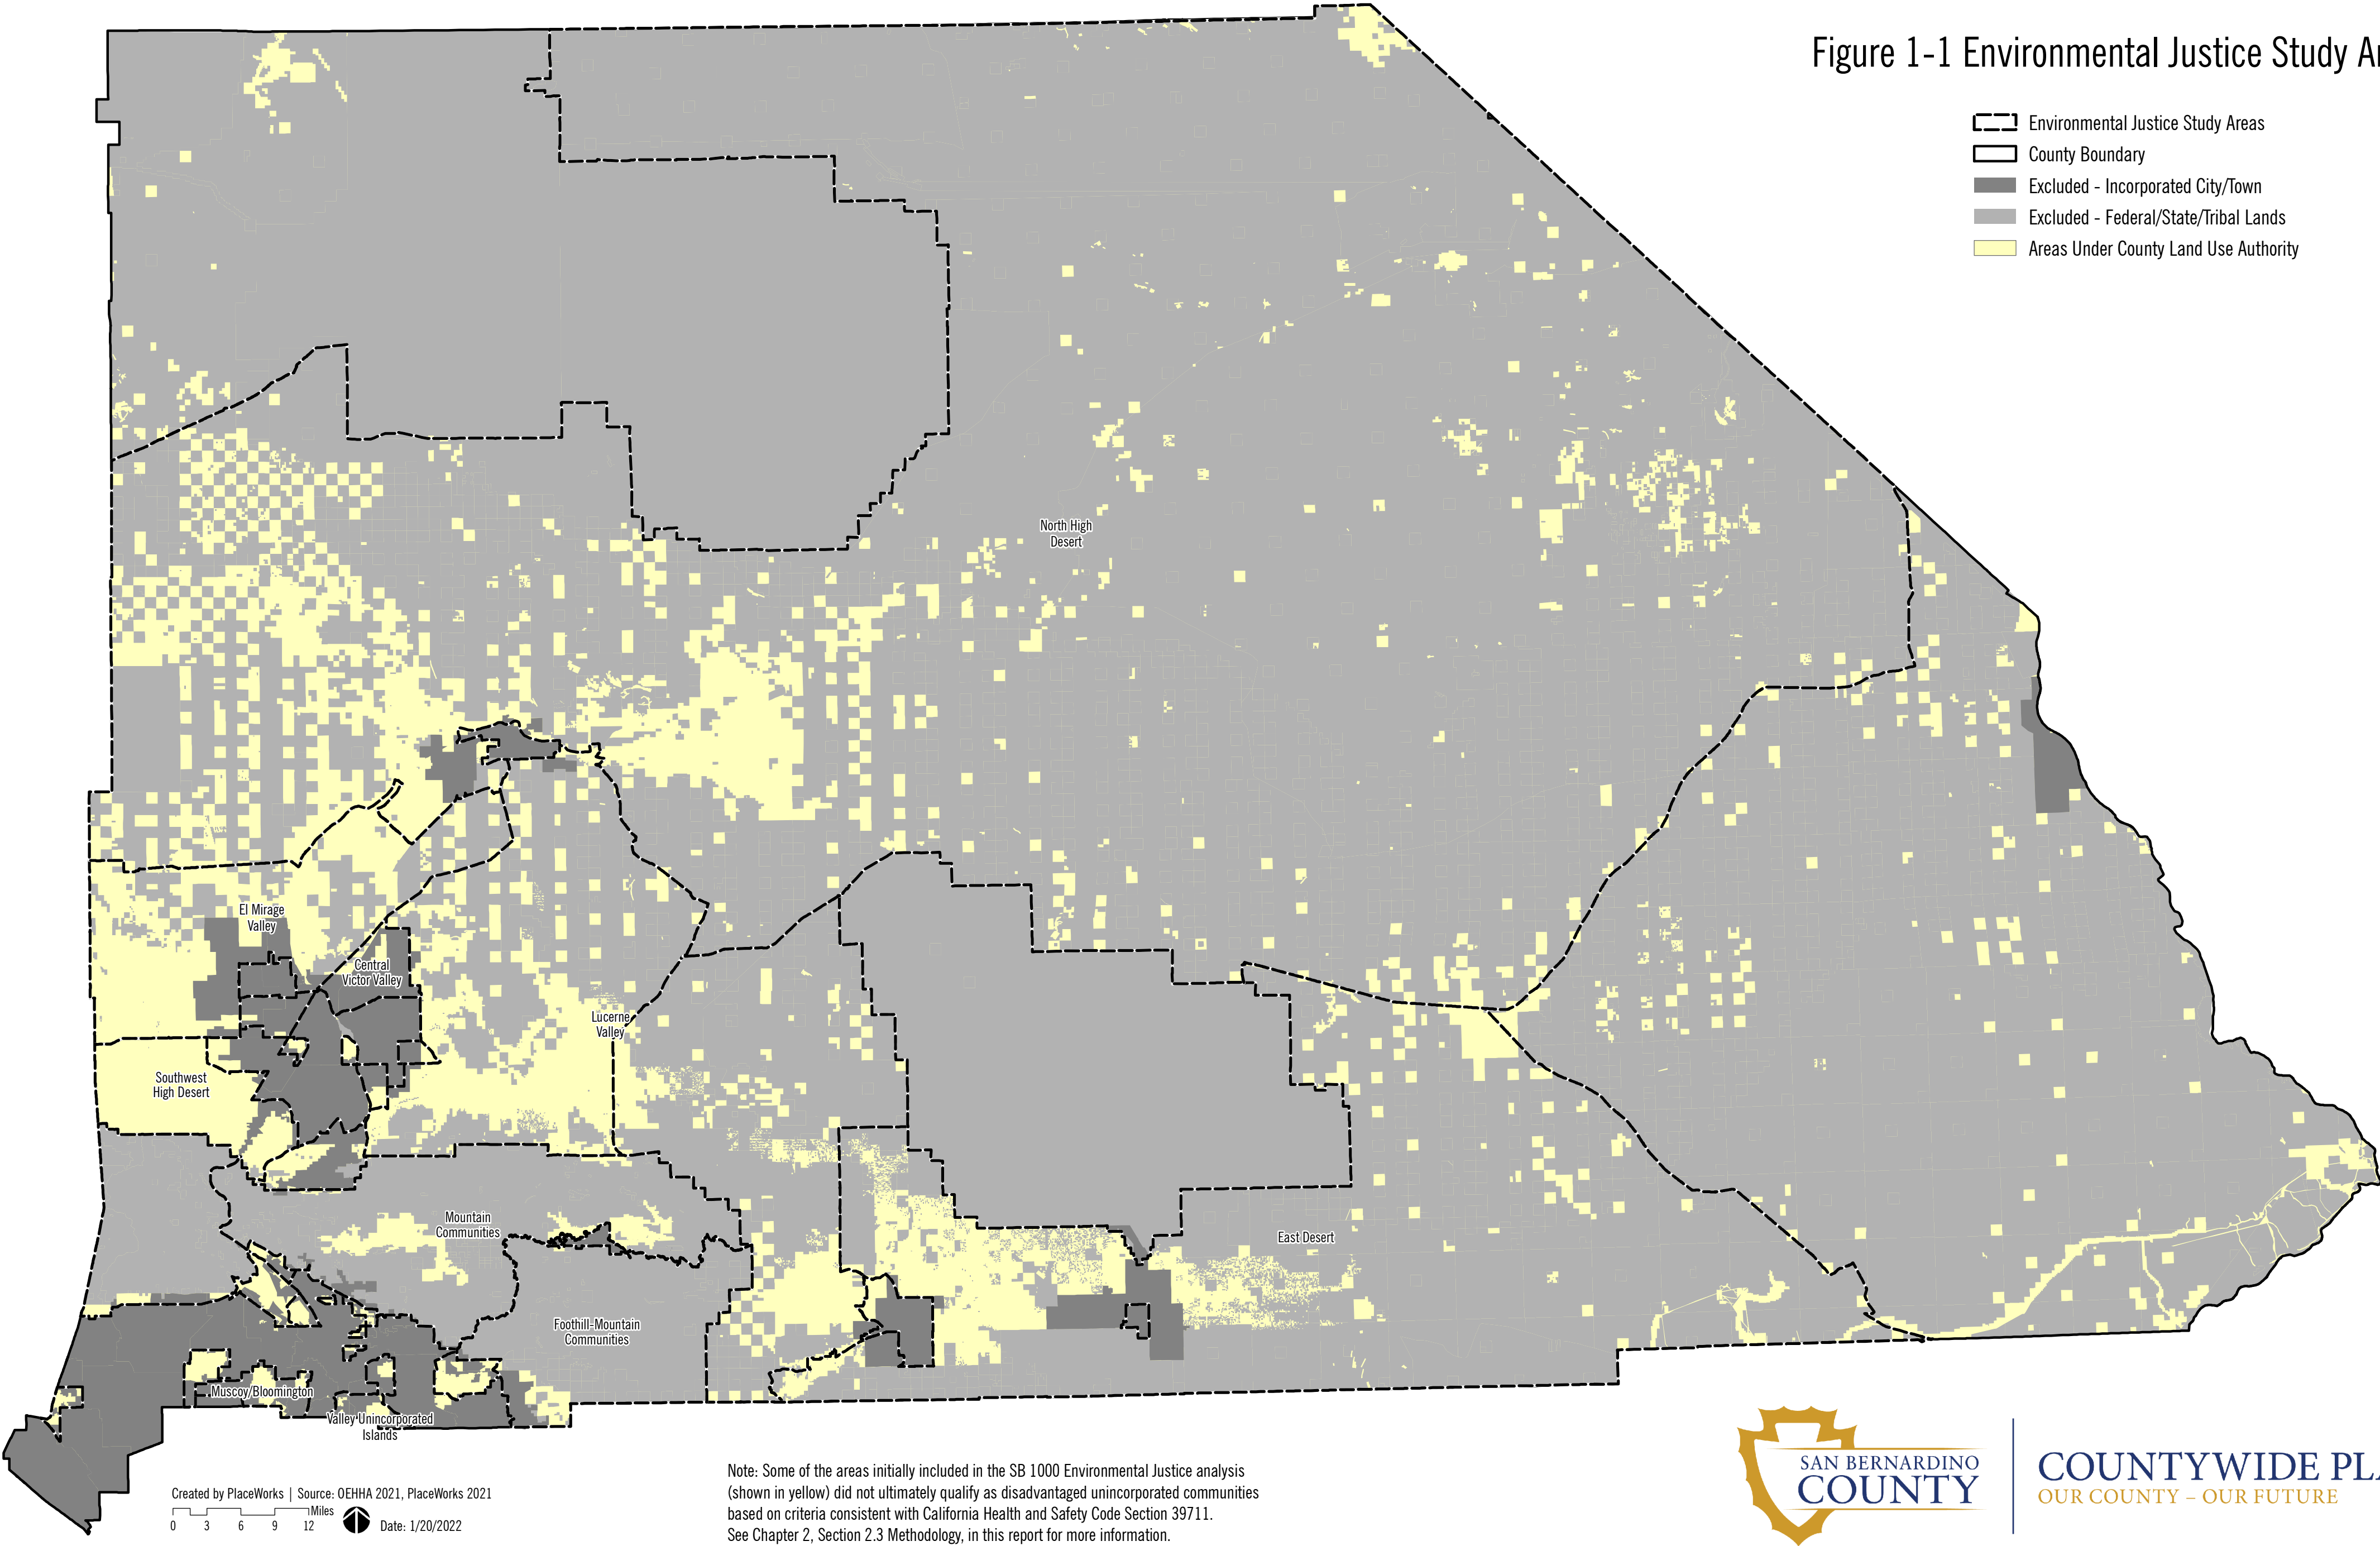 Figure 1-1 Environmental Justice Study
Environmental Justice Study Areas
County Boundary
Excluded - Incorporated City/Town
Excluded - Federal/State/Tribal Lands
Areas Under County Land Use Authority
North High
Desert
El Mirage
Valley
Central
Victor Valley
Lucerne
Valley
Southwest
High Desert
Mountain
Communities
East Desert
Foothill-Mountain
Communities
Muscoy/Bloomington
Valley Unincorporated
Islands
Created by PlaceWorks | Source: OEHHA 2021, PlaceWorks 2021
Miles
0 3 6 9 12
Date: 1/20/2022
Note: Some of the areas initially included in the SB 1000 Environmental Justice analysis
(shown in yellow) did not ultimately qualify as disadvantaged unincorporated communities
based on criteria consistent with California Health and Safety Code Section 39711.
See Chapter 2, Section 2.3 Methodology, in this report for more information.
SAN BERNARDINO
COUNTY
COUNTYWIDE PLA
OUR COUNTY – OUR FUTURE